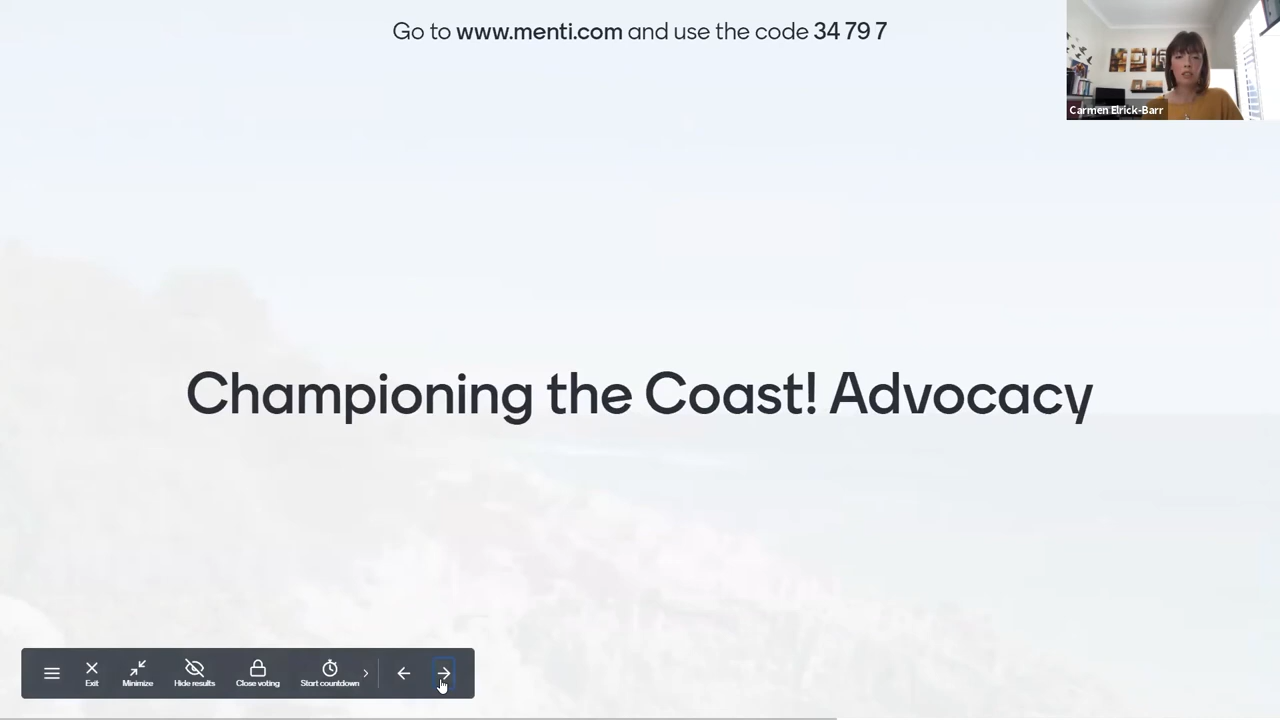 Go to www.menti.com and use the code 34 79 7
Carmen Elrick-Barr
Championing the Coast! Advocacy
Exit
Minimize
Hide results
Close voting
Start countdown